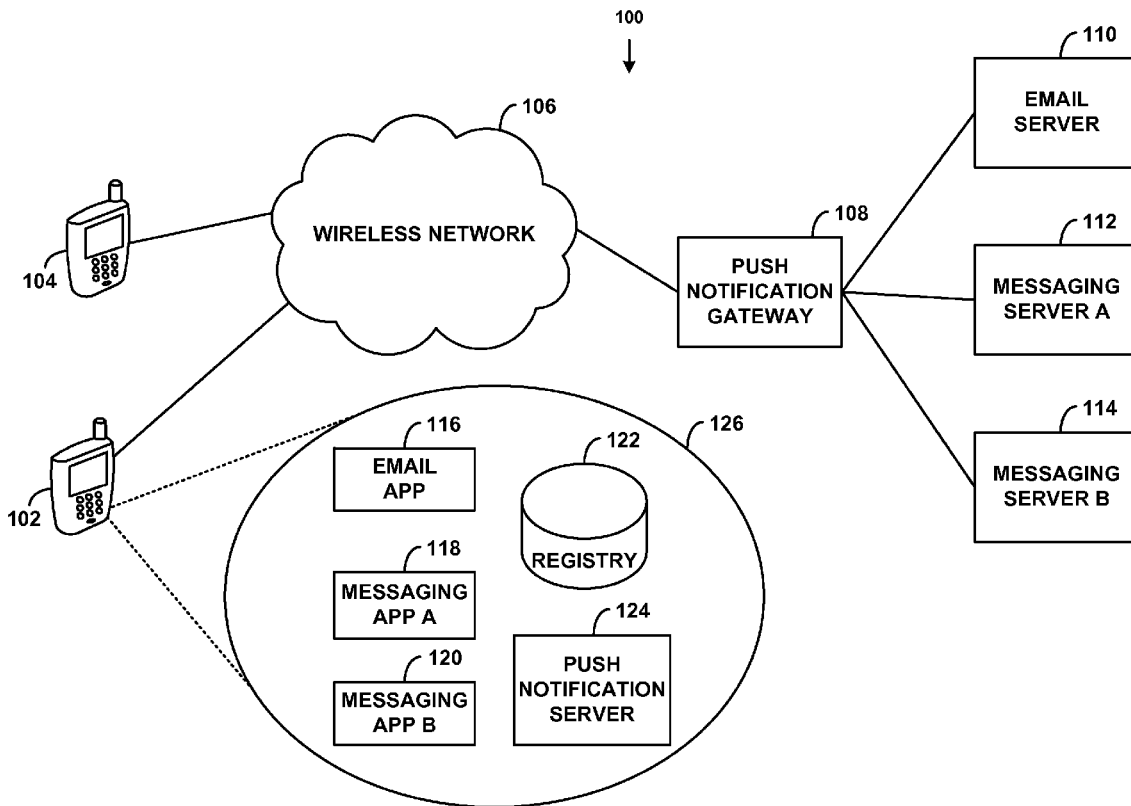 100
110
EMAIL
SERVER
106
WIRELESS NETWORK
104
108
PUSH
NOTIFICATION
GATEWAY
112
MESSAGING
SERVER A
114
MESSAGING
SERVER B
102
126
116
EMAIL
APP
122
REGISTRY
118
MESSAGING
APP A
120
MESSAGING
APP B
124
PUSH
NOTIFICATION
SERVER